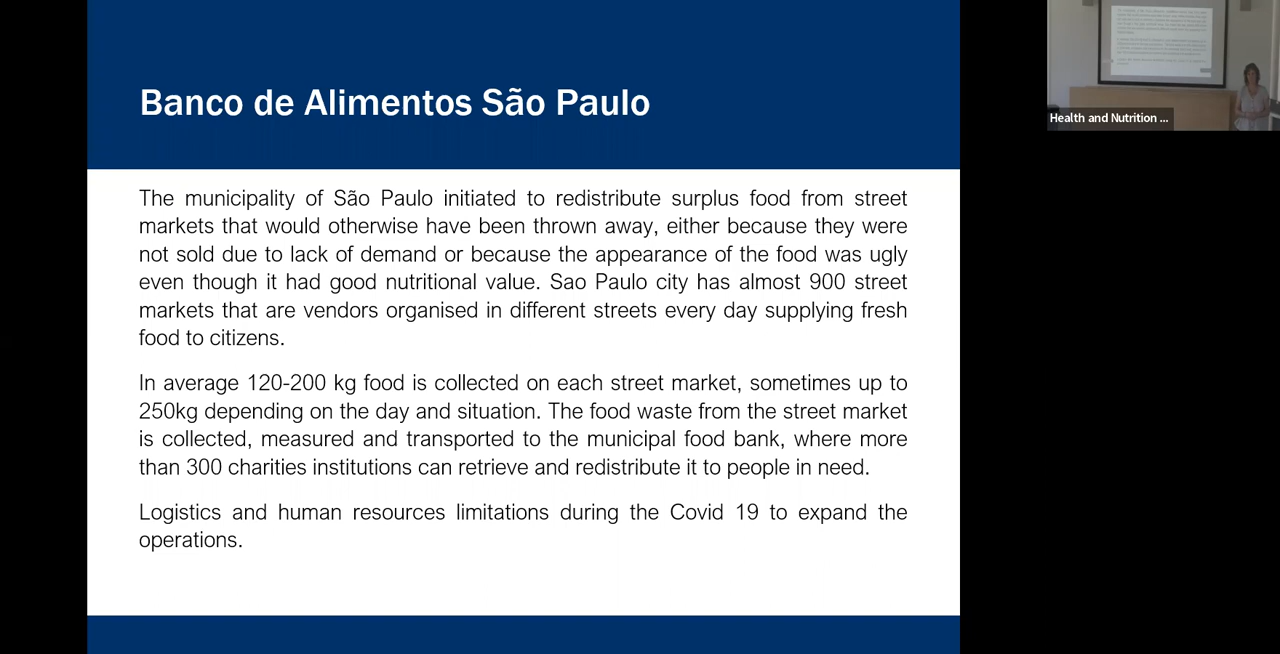 Banco de Alimentos São Paulo
The municipality of São Paulo initiated to redistribute surplus food from street
markets that would otherwise have been thrown away, either because they were
not sold due to lack of demand or because the appearance of the food was ugly
even though it had good nutritional value. Sao Paulo city has almost 900 street
markets that are vendors organised in different streets every day supplying fresh
food to citizens.
In average 120-200 kg food is collected on each street market, sometimes up to
250kg depending on the day and situation. The food waste from the street market
is collected, measured and transported to the municipal food bank, where more
than 300 charities institutions can retrieve and redistribute it to people in need.
Logistics and human resources limitations during the Covid 19 to expand the
operations.
Health and Nutrition ...